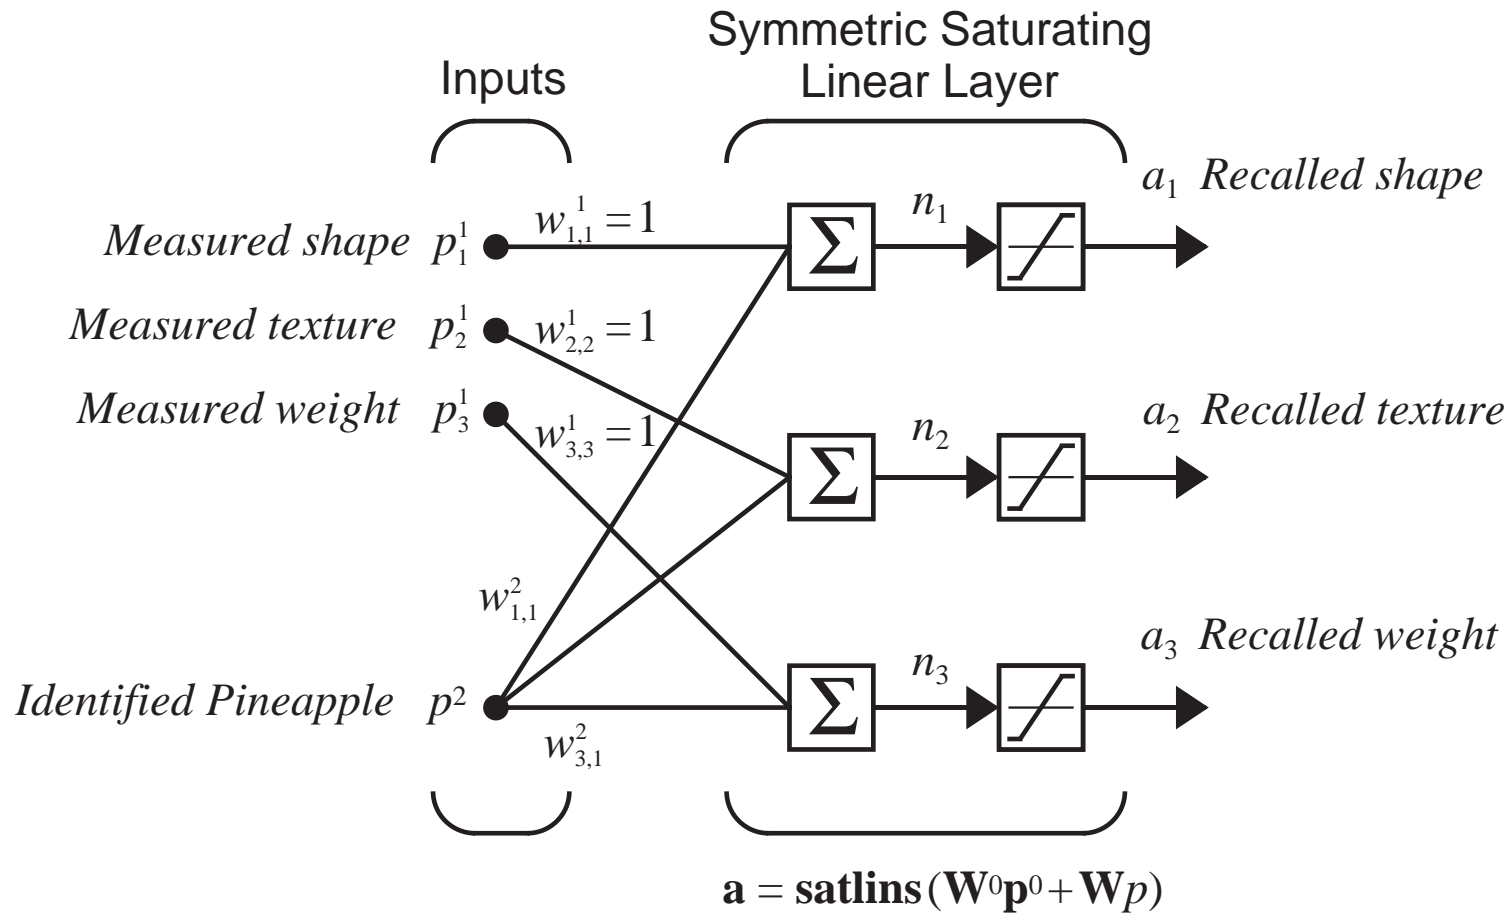 Symmetric Saturating
Inputs Linear Layer
a₁ Recalled shape
w¹₁,₁ = 1 n₁
Measured shape p¹₁ Σ
Measured texture p¹₂ w¹₂,₂ = 1
Measured weight p¹₃ a₂ Recalled texture
w¹₃,₃ = 1 n₂
Σ
w²₁,₁
a₃ Recalled weight
n₃
Identified Pineapple p² Σ
w²₃,₁
a = satlins (W⁰p⁰ + Wp)